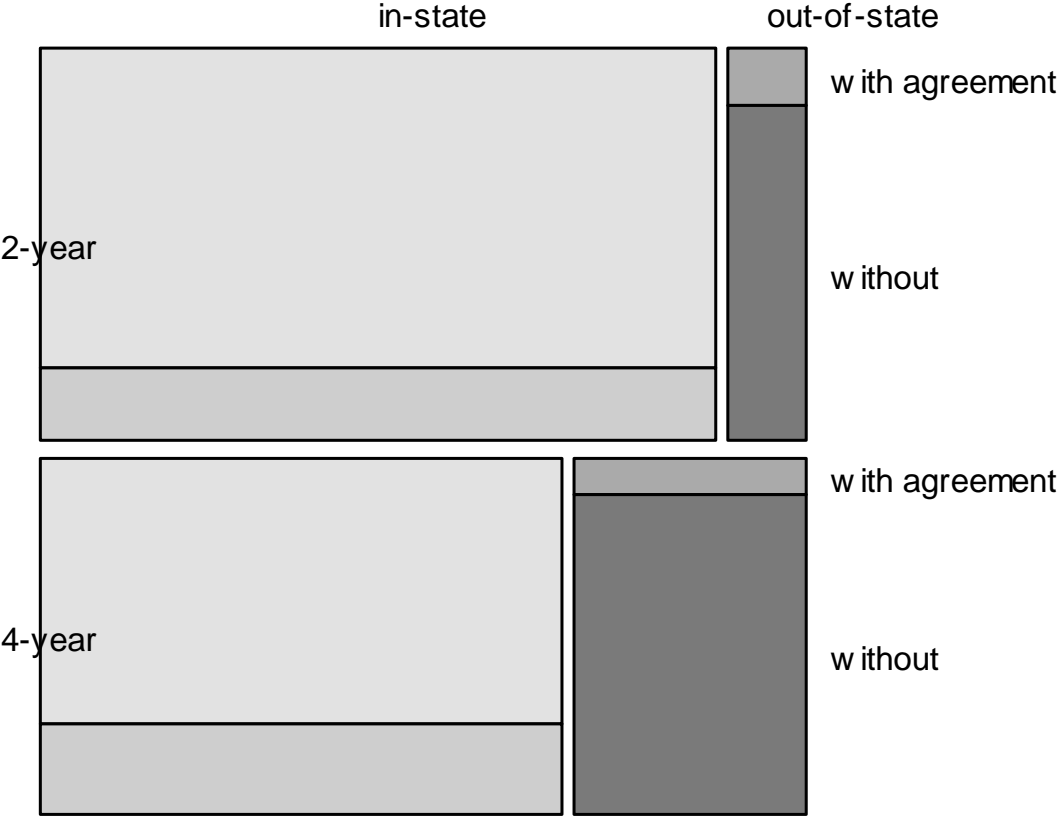 in-state out-of-state
with agreement
2-year
without
with agreement
4-year
without